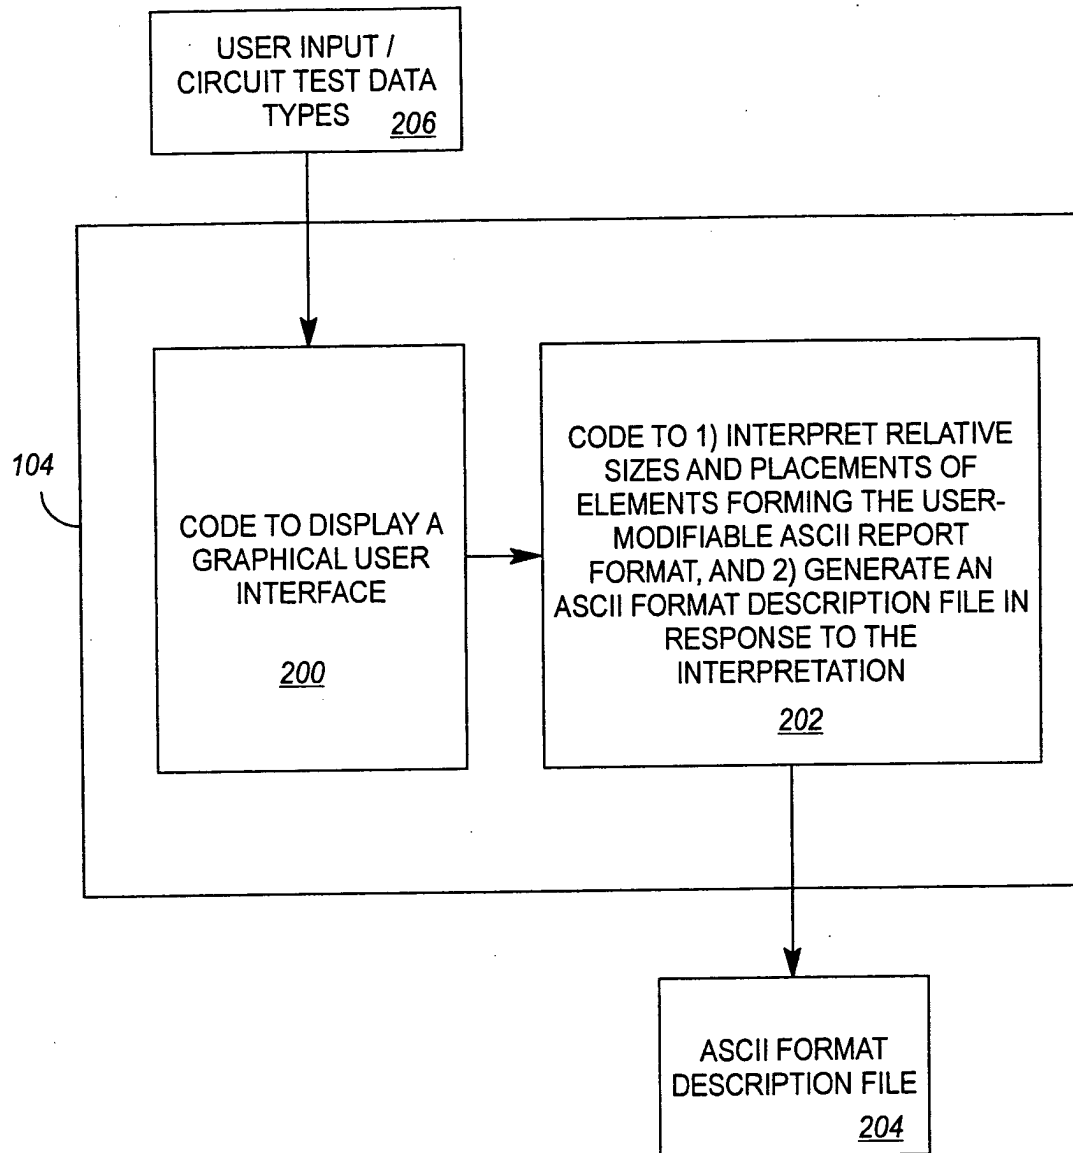 USER INPUT /
CIRCUIT TEST DATA
TYPES
206
104
CODE TO DISPLAY A
GRAPHICAL USER
INTERFACE
200
CODE TO 1) INTERPRET RELATIVE
SIZES AND PLACEMENTS OF
ELEMENTS FORMING THE USER-
MODIFIABLE ASCII REPORT
FORMAT, AND 2) GENERATE AN
ASCII FORMAT DESCRIPTION FILE IN
RESPONSE TO THE
INTERPRETATION
202
ASCII FORMAT
DESCRIPTION FILE
204